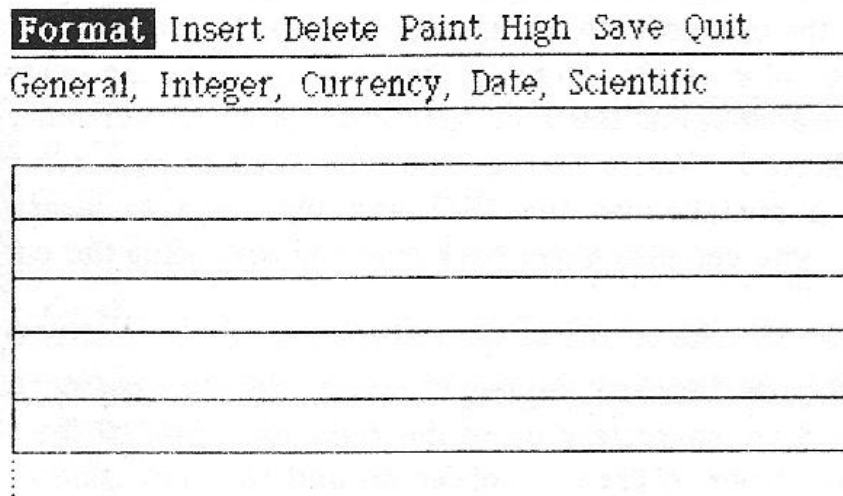 Format Insert Delete Paint High Save Quit
General, Integer, Currency, Date, Scientific